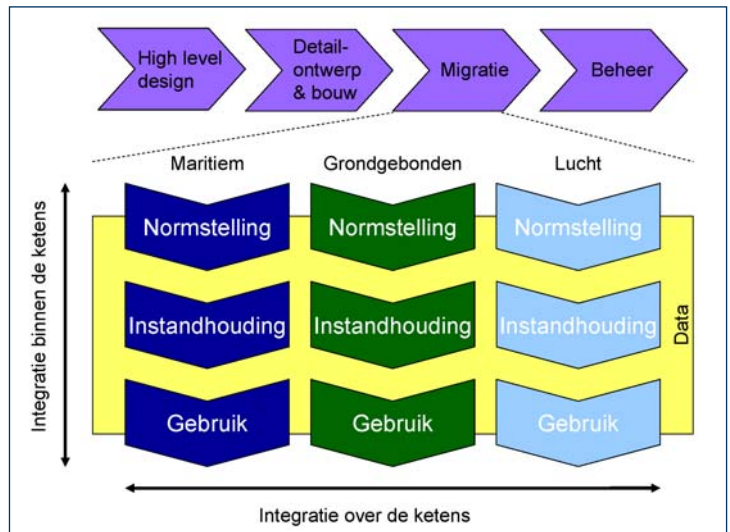 High level
design
Detail-
ontwerp
& bouw
Migratie
Beheer
Maritiem
Grondgebonden
Lucht
Integratie binnen de ketens
Normstelling
Normstelling
Normstelling
Instandhouding
Instandhouding
Instandhouding
Data
Gebruik
Gebruik
Gebruik
Integratie over de ketens